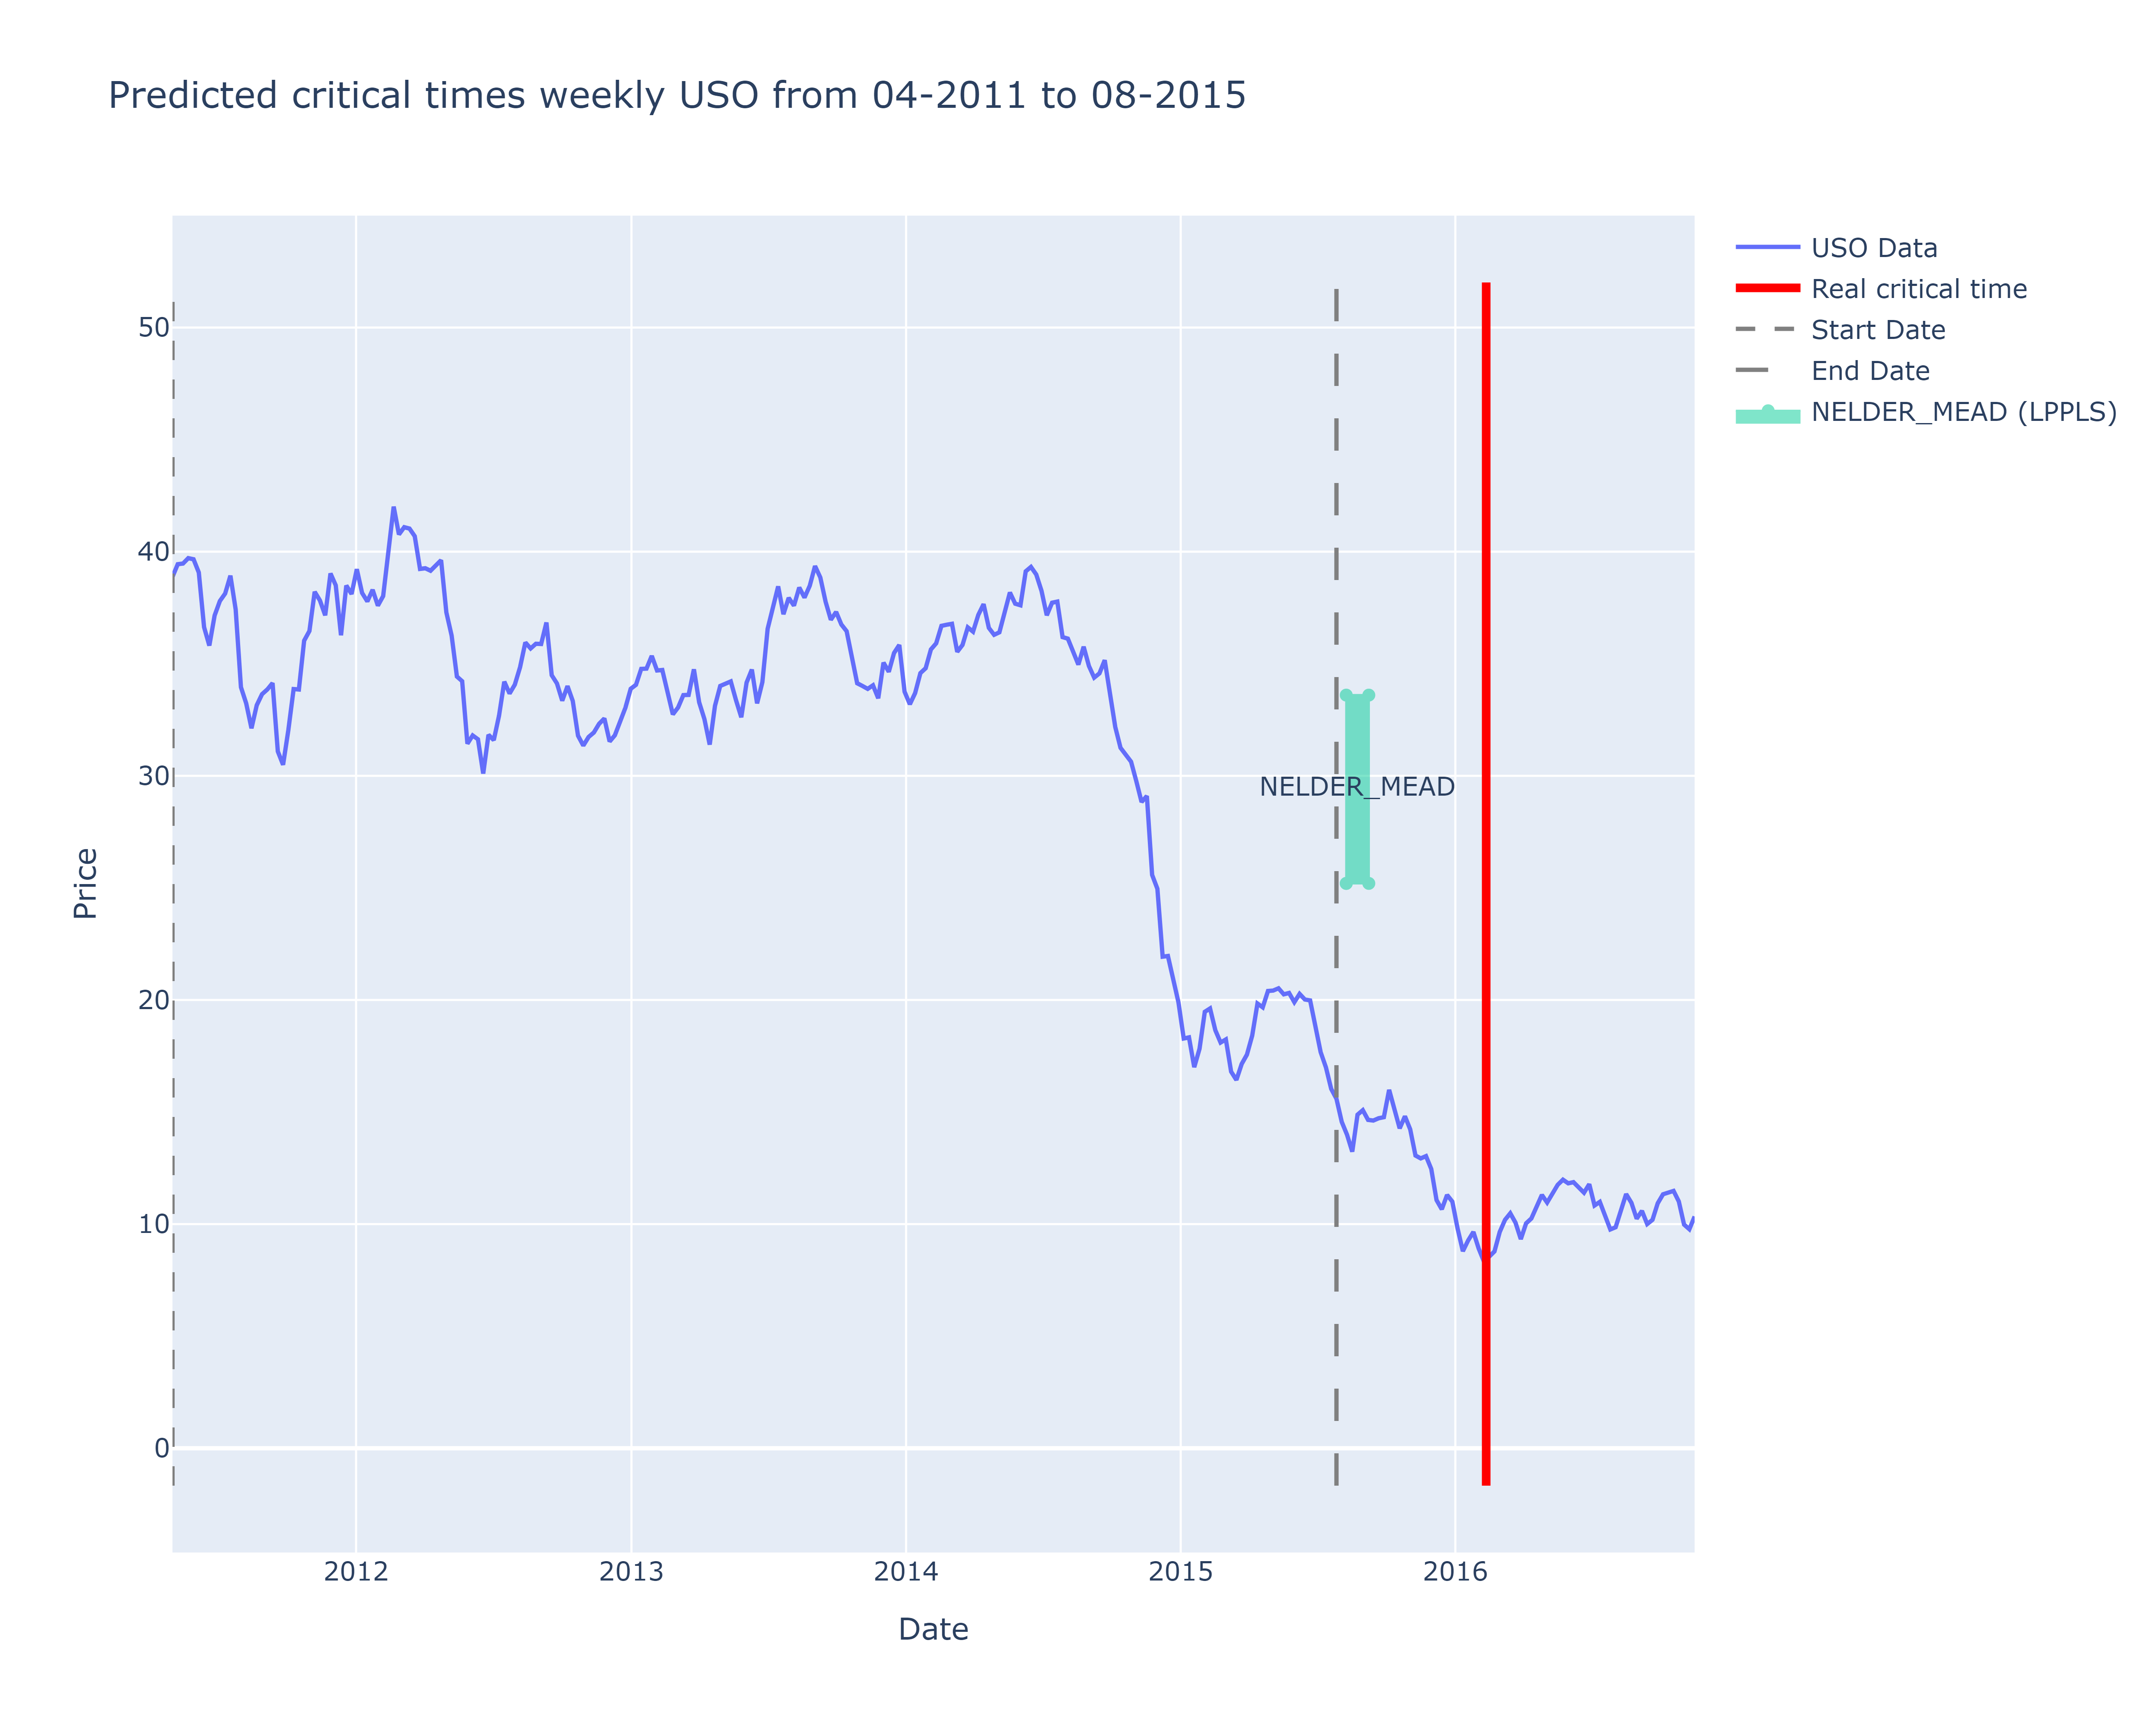 Predicted critical times weekly USO from 04-2011 to 08-2015
USO Data
Real critical time
Start Date
End Date
NELDER_MEAD (LPPLS)
50
40
30
20
10
0
Price
NELDER_MEAD
2012
2013
2014
2015
2016
Date